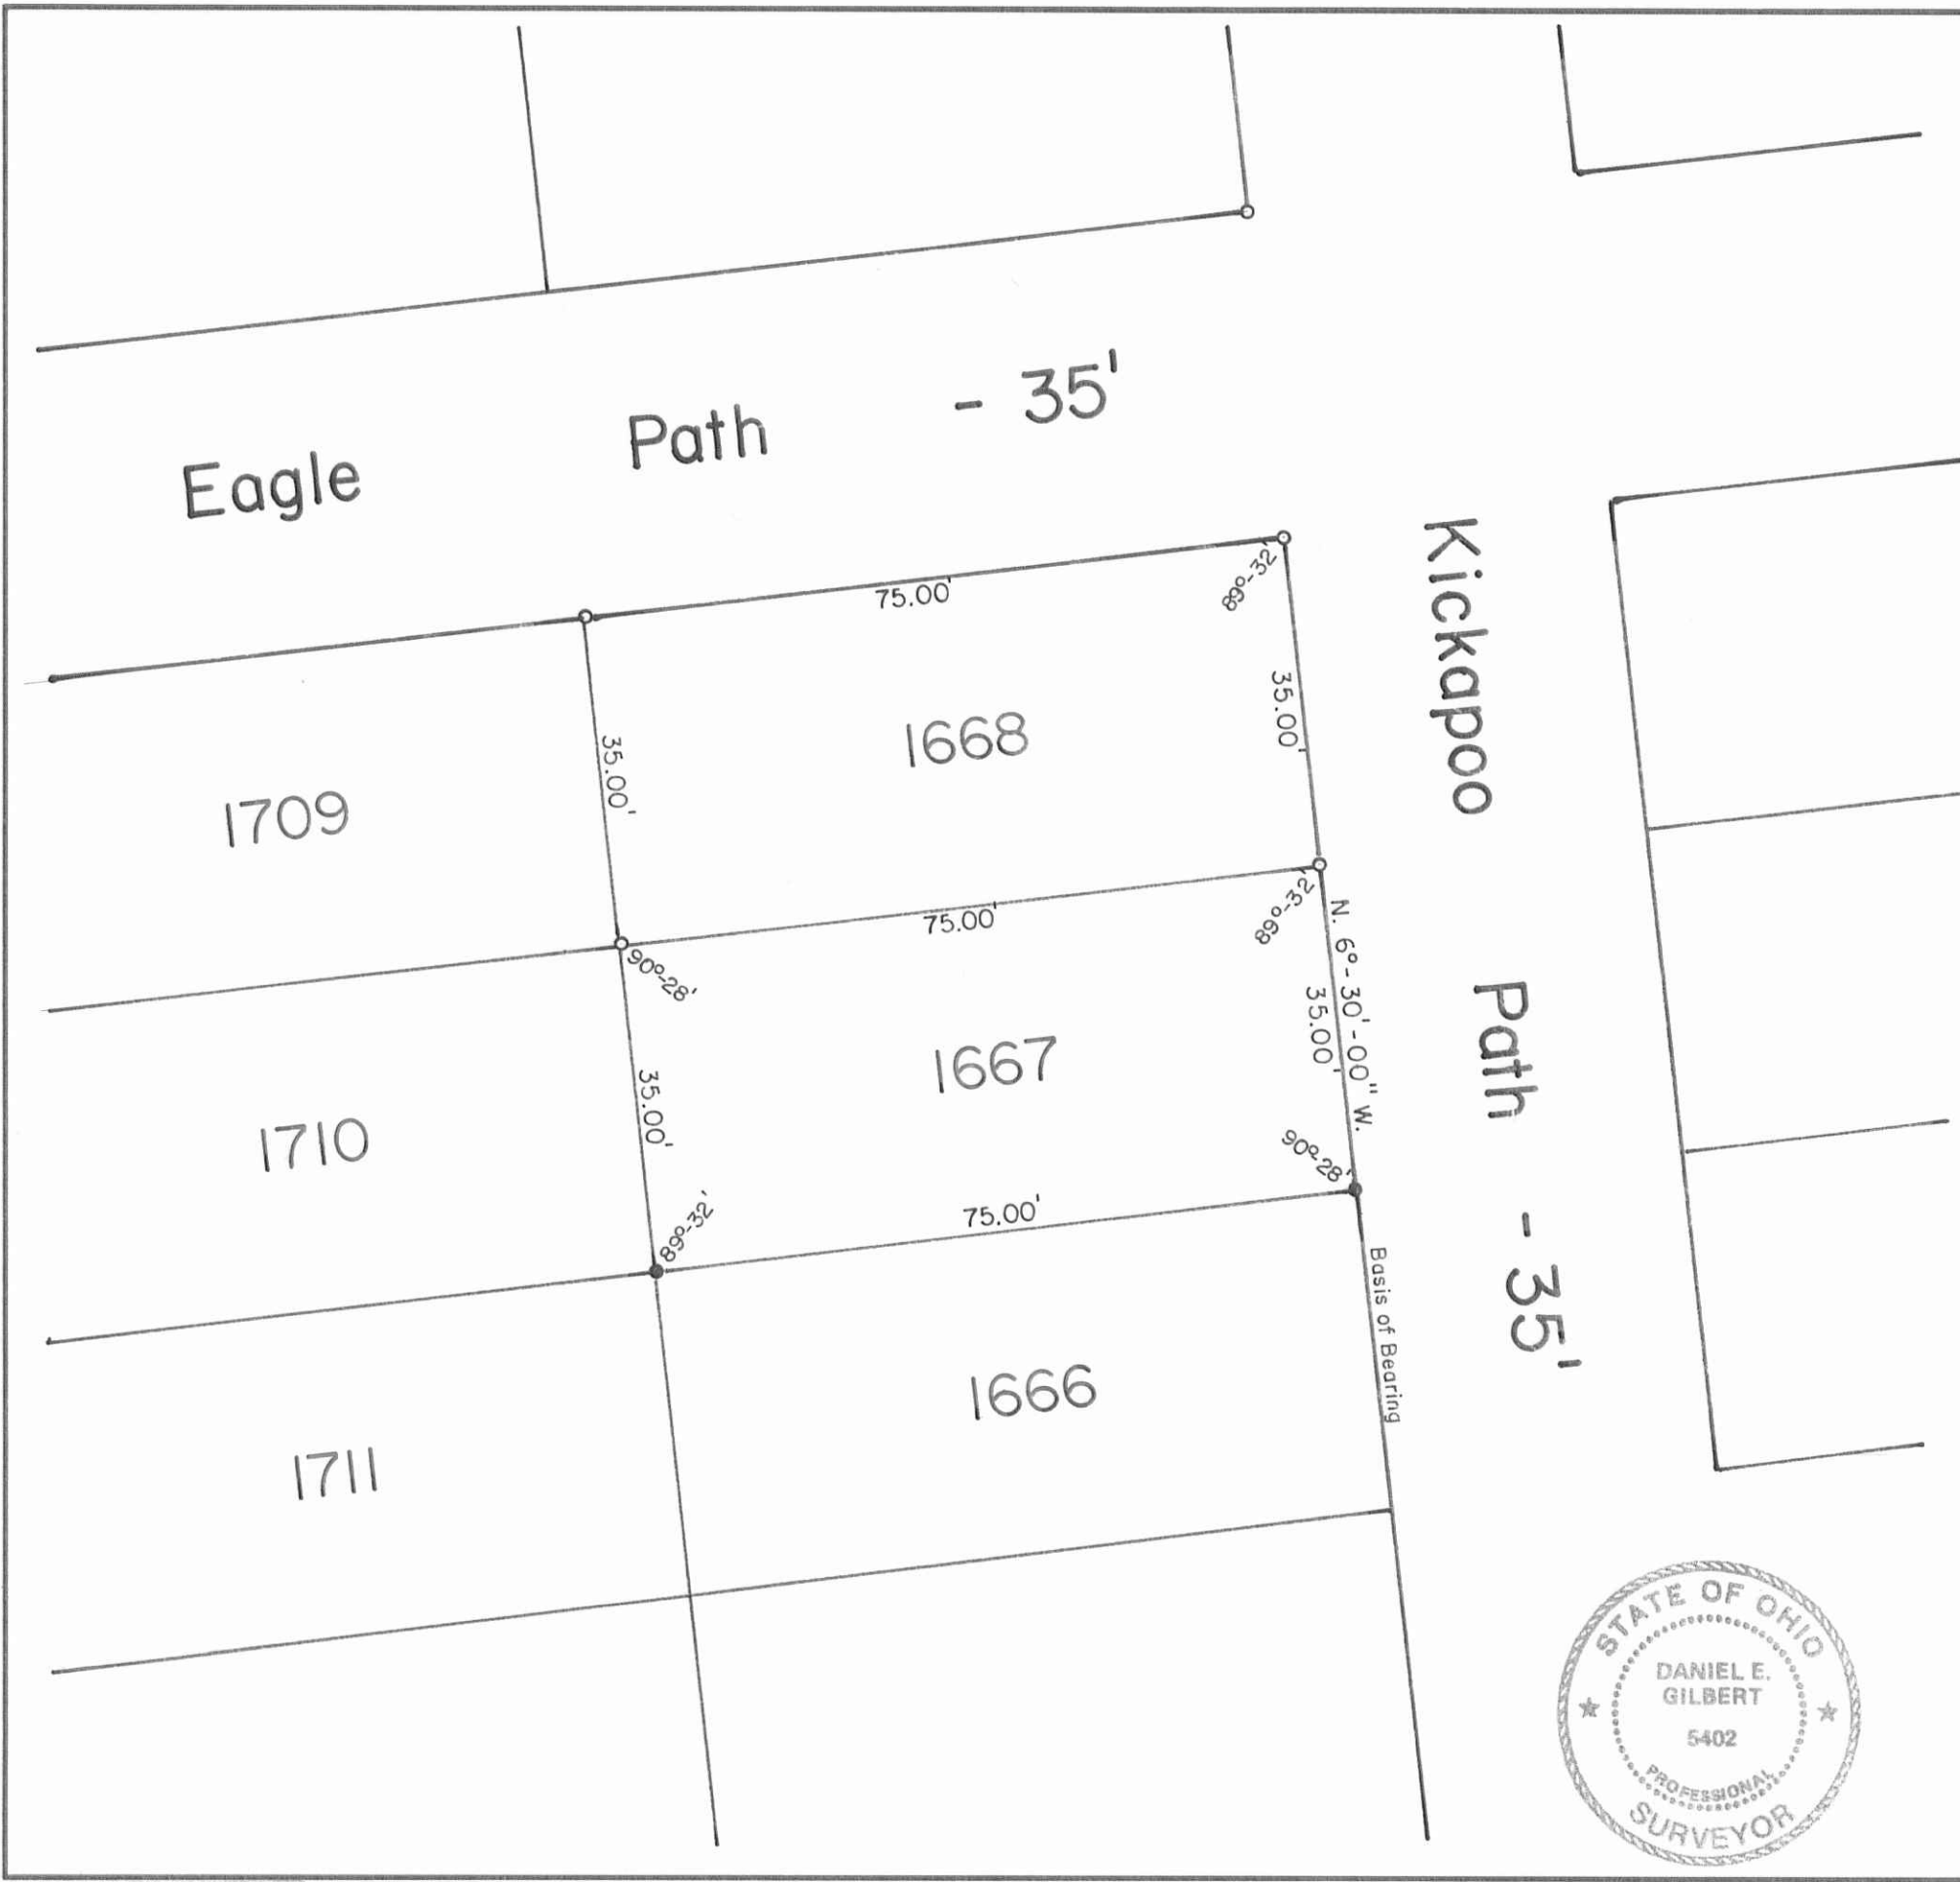 Eagle Path - 35'
Kickapoo Path - 35'
75.00'
89°-32'
35.00'
1668
35.00'
1709
75.00'
89°-32'
90°-28'
N. 6°-30'-00" W.
35.00'
1667
35.00'
1710
90°-28'
89°-32'
75.00'
Basis of Bearing
1666
1711
STATE OF OHIO
DANIEL E.
GILBERT
5402
PROFESSIONAL
SURVEYOR